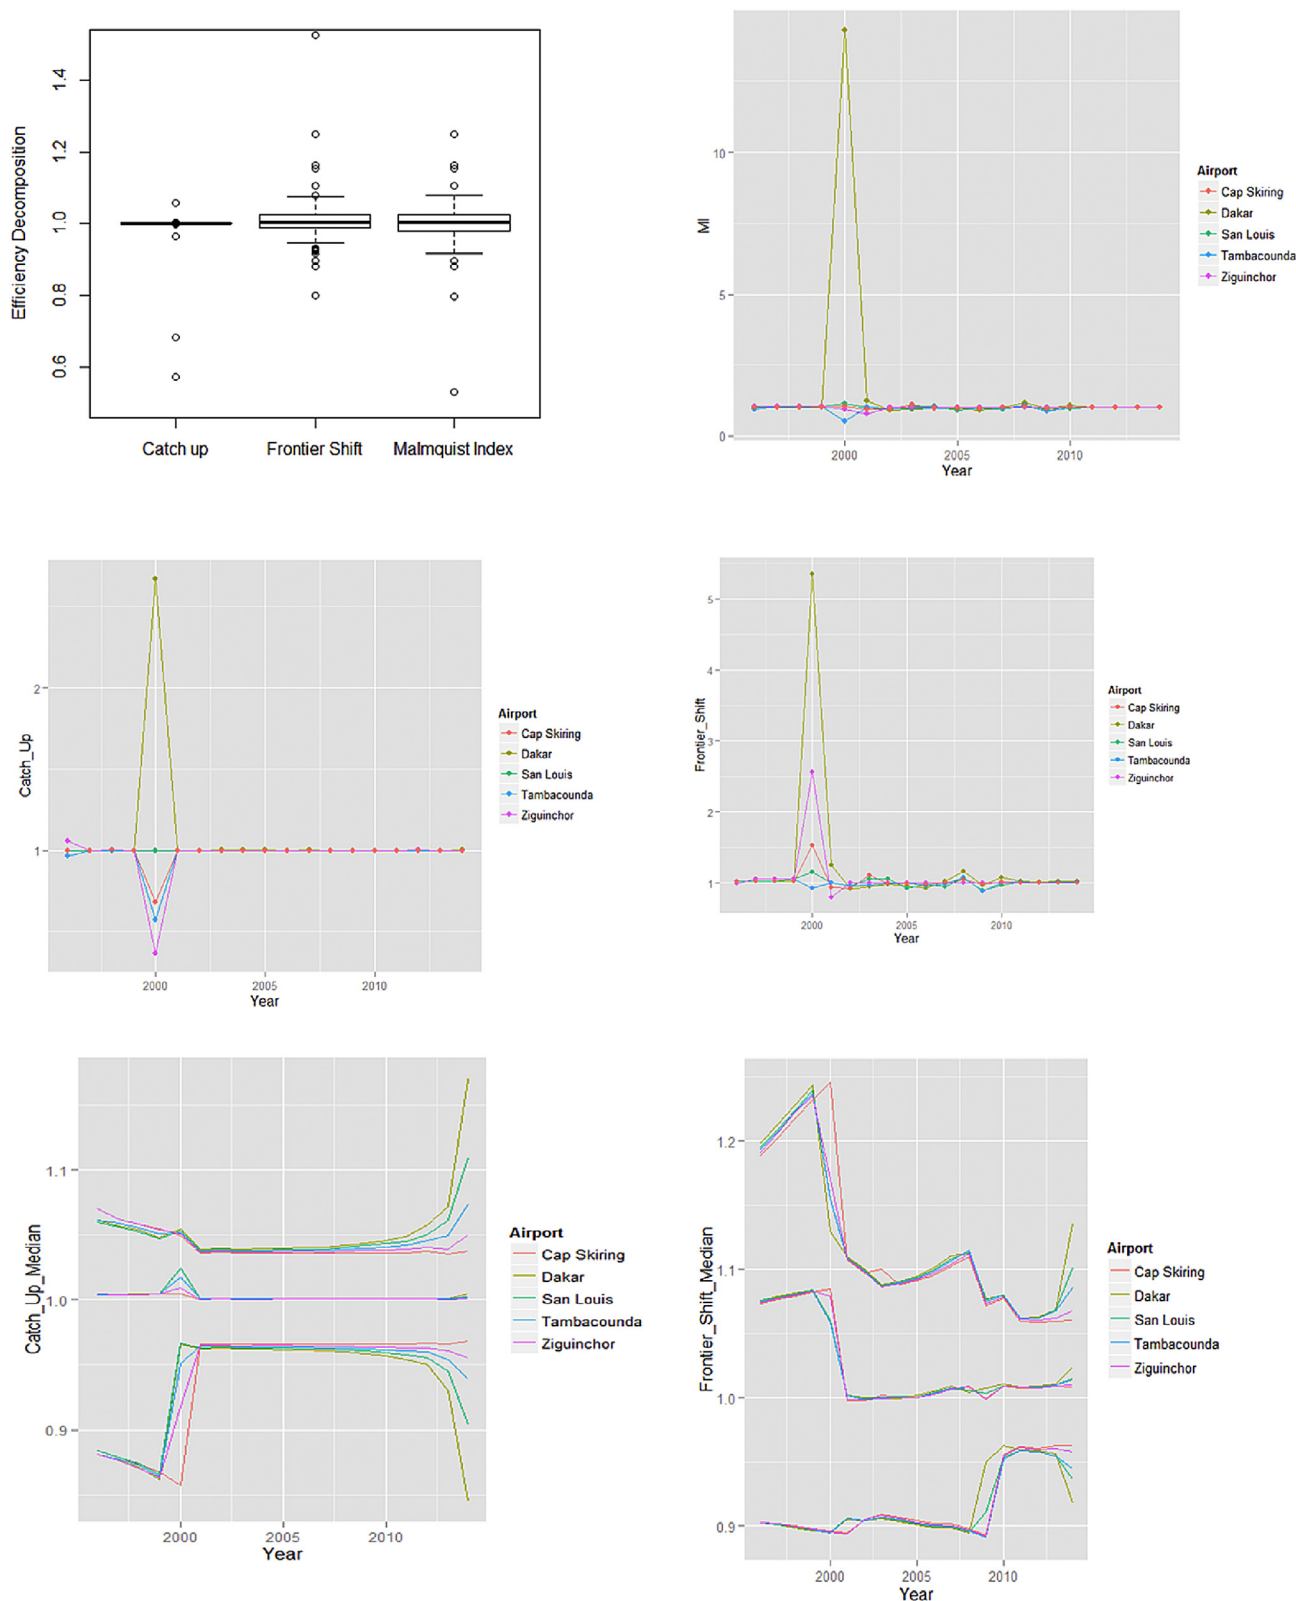 Efficiency Decomposition
1.4
1.2
1.0
0.8
0.6
Catch up Frontier Shift Malmquist Index
MI
10
5
0
2000 2005 2010
Year
Airport
Cap Skiring
Dakar
San Louis
Tambacounda
Ziguinchor
Catch_Up
2
1
2000 2005 2010
Year
Airport
Cap Skiring
Dakar
San Louis
Tambacounda
Ziguinchor
Frontier_Shift
5
4
3
2
1
2000 2005 2010
Year
Airport
Cap Skiring
Dakar
San Louis
Tambacounda
Ziguinchor
Catch_Up_Median
1.1
1.0
0.9
2000 2005 2010
Year
Airport
Cap Skiring
Dakar
San Louis
Tambacounda
Ziguinchor
Frontier_Shift_Median
1.2
1.1
1.0
0.9
2000 2005 2010
Year
Airport
Cap Skiring
Dakar
San Louis
Tambacounda
Ziguinchor